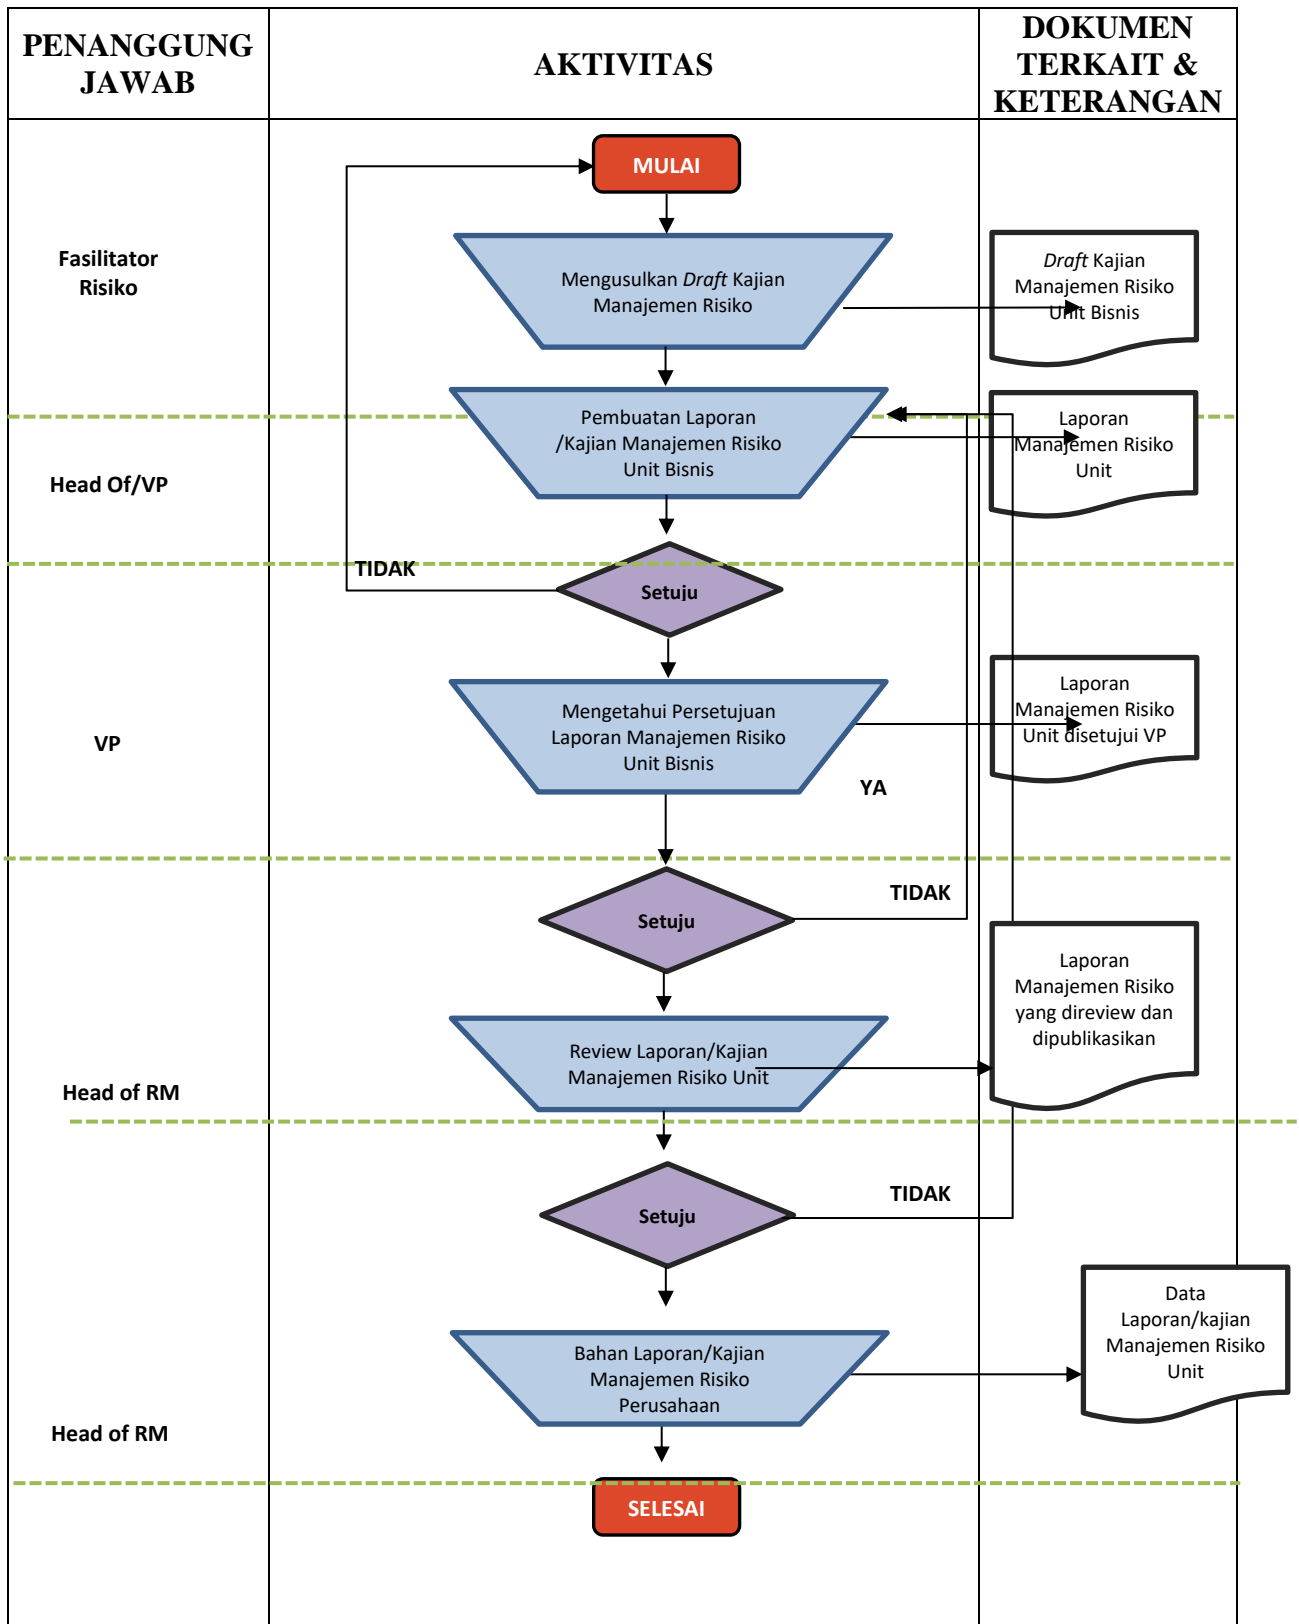 PENANGGUNG
JAWAB
AKTIVITAS
DOKUMEN
TERKAIT &
KETERANGAN
MULAI
Fasilitator
Risiko
Mengusulkan Draft Kajian
Manajemen Risiko
Draft Kajian
Manajemen Risiko
Unit Bisnis
Head Of/VP
Pembuatan Laporan
/Kajian Manajemen Risiko
Unit Bisnis
Laporan
Manajemen Risiko
Unit
TIDAK
Setuju
VP
Mengetahui Persetujuan
Laporan Manajemen Risiko
Unit Bisnis
Laporan
Manajemen Risiko
Unit disetujui VP
YA
TIDAK
Setuju
Head of RM
Review Laporan/Kajian
Manajemen Risiko Unit
Laporan
Manajemen Risiko
yang direview dan
dipublikasikan
TIDAK
Setuju
Head of RM
Bahan Laporan/Kajian
Manajemen Risiko
Perusahaan
Data
Laporan/kajian
Manajemen Risiko
Unit
SELESAI